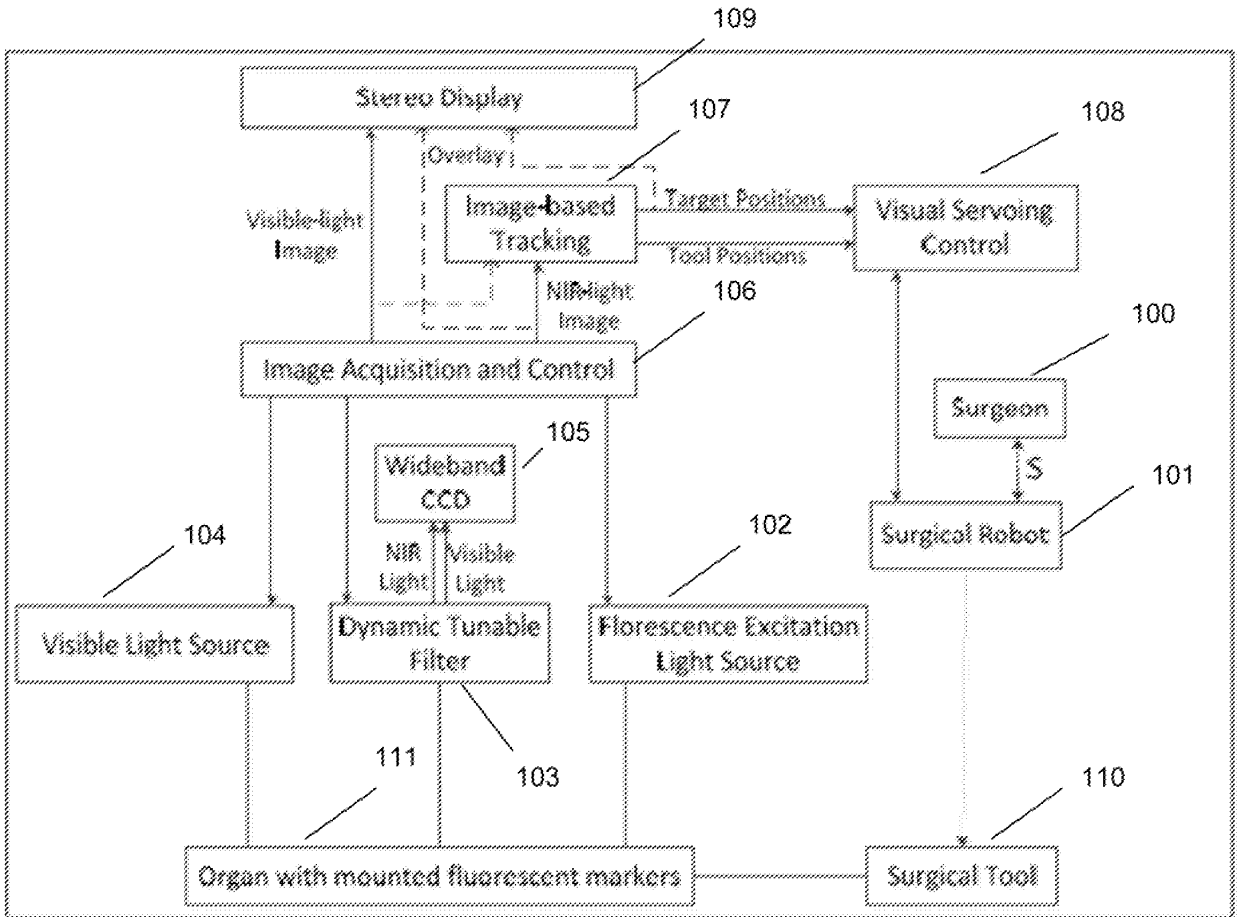 109
Stereo Display
107
108
Overlay
Image-based
Tracking
Target Positions
Tool Positions
Visual Servoing
Control
Visible-light
Image
NIR-light
Image
106
100
Image Acquisition and Control
Surgeon
105
Wideband
CCD
S
101
104
NIR
Light
Visible
Light
102
Surgical Robot
Visible Light Source
Dynamic Tunable
Filter
Florescence Excitation
Light Source
111
103
110
Organ with mounted fluorescent markers
Surgical Tool